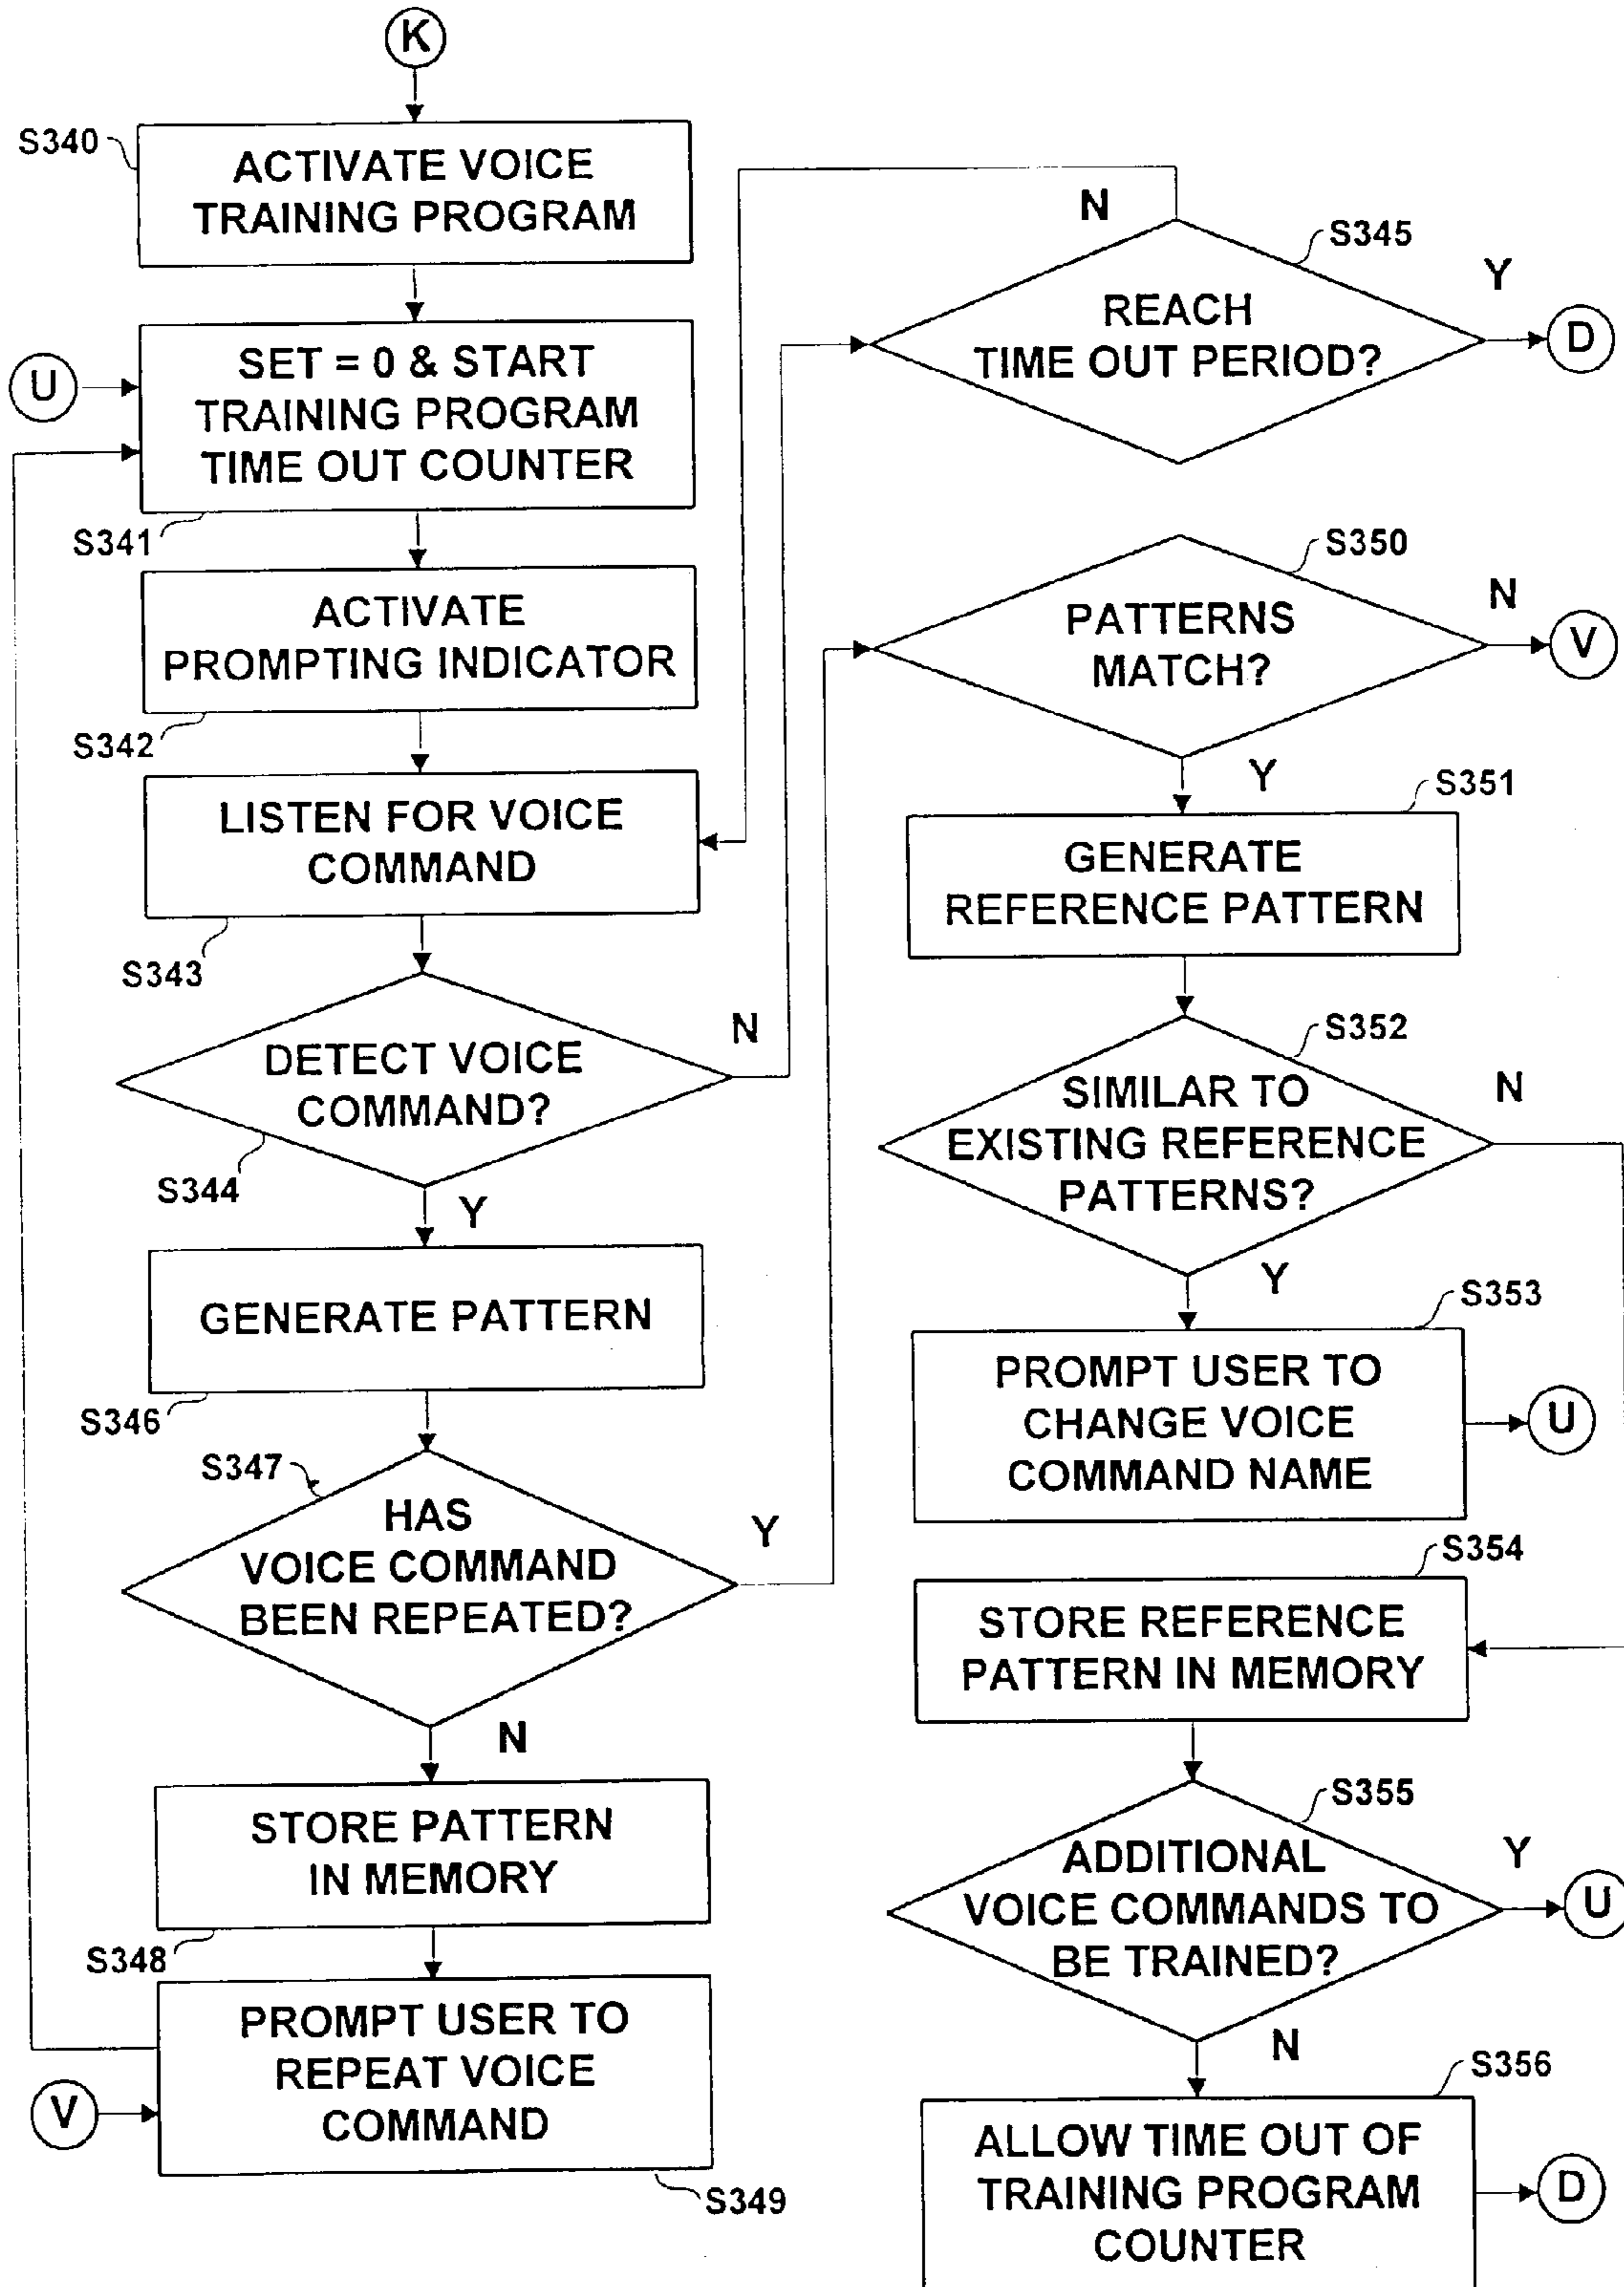 K
S340
ACTIVATE VOICE
TRAINING PROGRAM
U
SET = 0 & START
TRAINING PROGRAM
TIME OUT COUNTER
S341
ACTIVATE
PROMPTING INDICATOR
S342
LISTEN FOR VOICE
COMMAND
S343
DETECT VOICE
COMMAND?
N
S344
Y
GENERATE PATTERN
S346
S347
HAS
VOICE COMMAND
BEEN REPEATED?
Y
N
STORE PATTERN
IN MEMORY
S348
PROMPT USER TO
REPEAT VOICE
COMMAND
V
S349
N
S345
REACH
TIME OUT PERIOD?
Y
D
S350
PATTERNS
MATCH?
N
V
Y
S351
GENERATE
REFERENCE PATTERN
S352
SIMILAR TO
EXISTING REFERENCE
PATTERNS?
N
Y
S353
PROMPT USER TO
CHANGE VOICE
COMMAND NAME
U
S354
STORE REFERENCE
PATTERN IN MEMORY
S355
ADDITIONAL
VOICE COMMANDS TO
BE TRAINED?
Y
U
N
S356
ALLOW TIME OUT OF
TRAINING PROGRAM
COUNTER
D